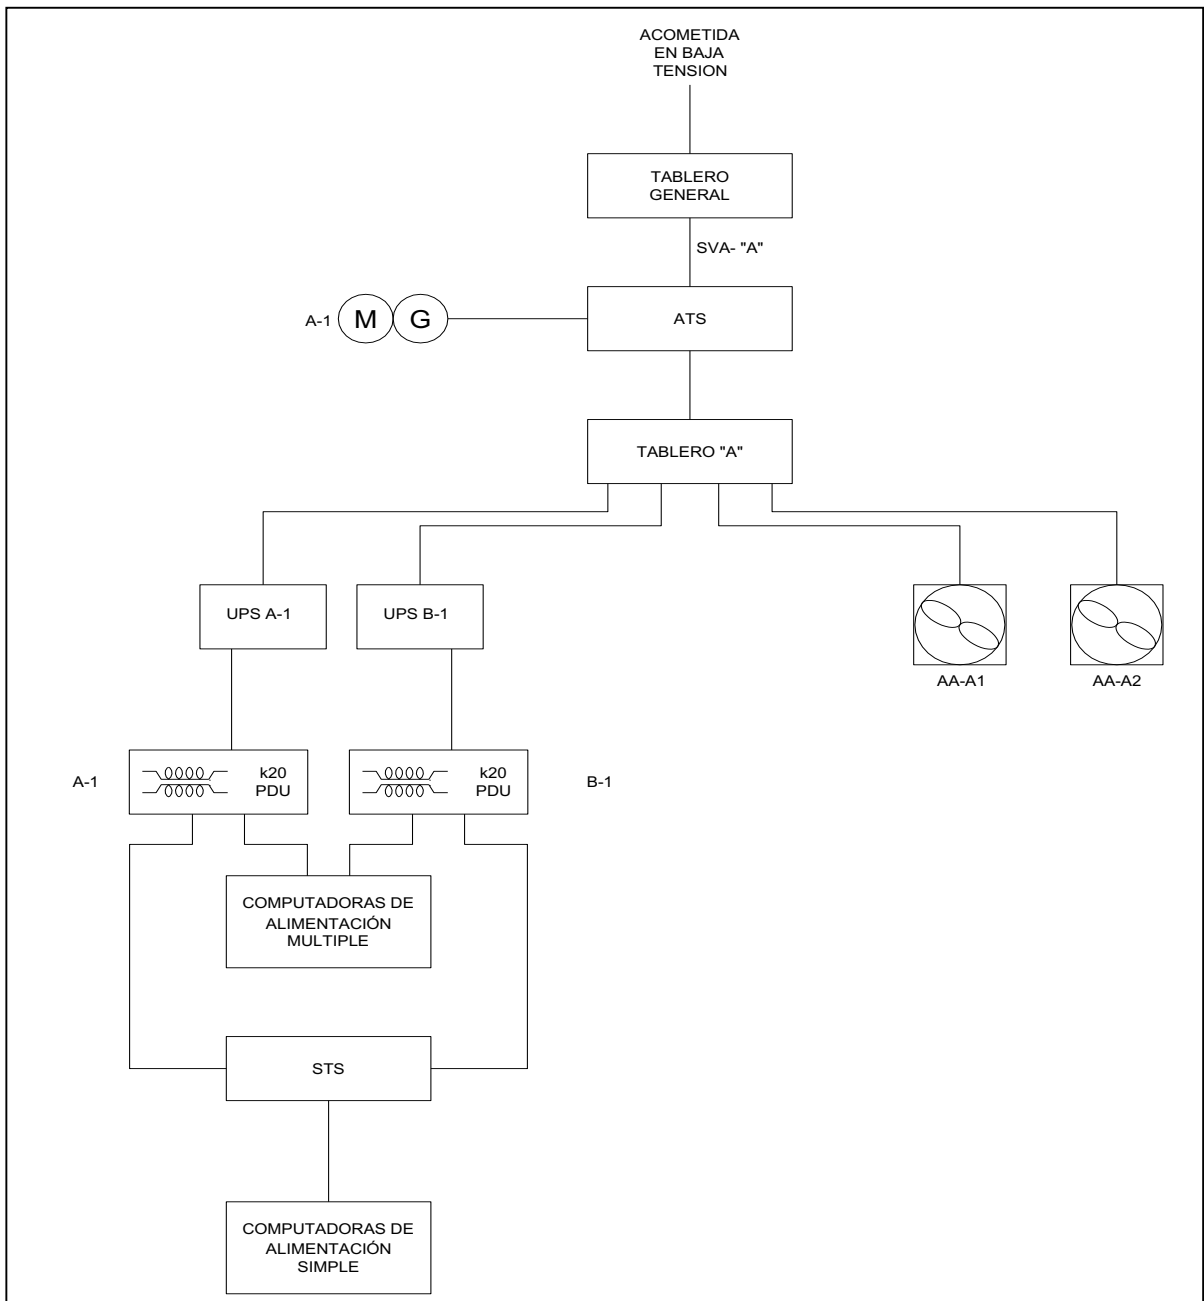 ACOMETIDA
EN BAJA
TENSION
TABLERO
GENERAL
SVA- "A"
A-1
M
G
ATS
TABLERO "A"
UPS A-1
UPS B-1
AA-A1
AA-A2
A-1
k20
PDU
k20
PDU
B-1
COMPUTADORAS DE
ALIMENTACIÓN
MULTIPLE
STS
COMPUTADORAS DE
ALIMENTACIÓN
SIMPLE